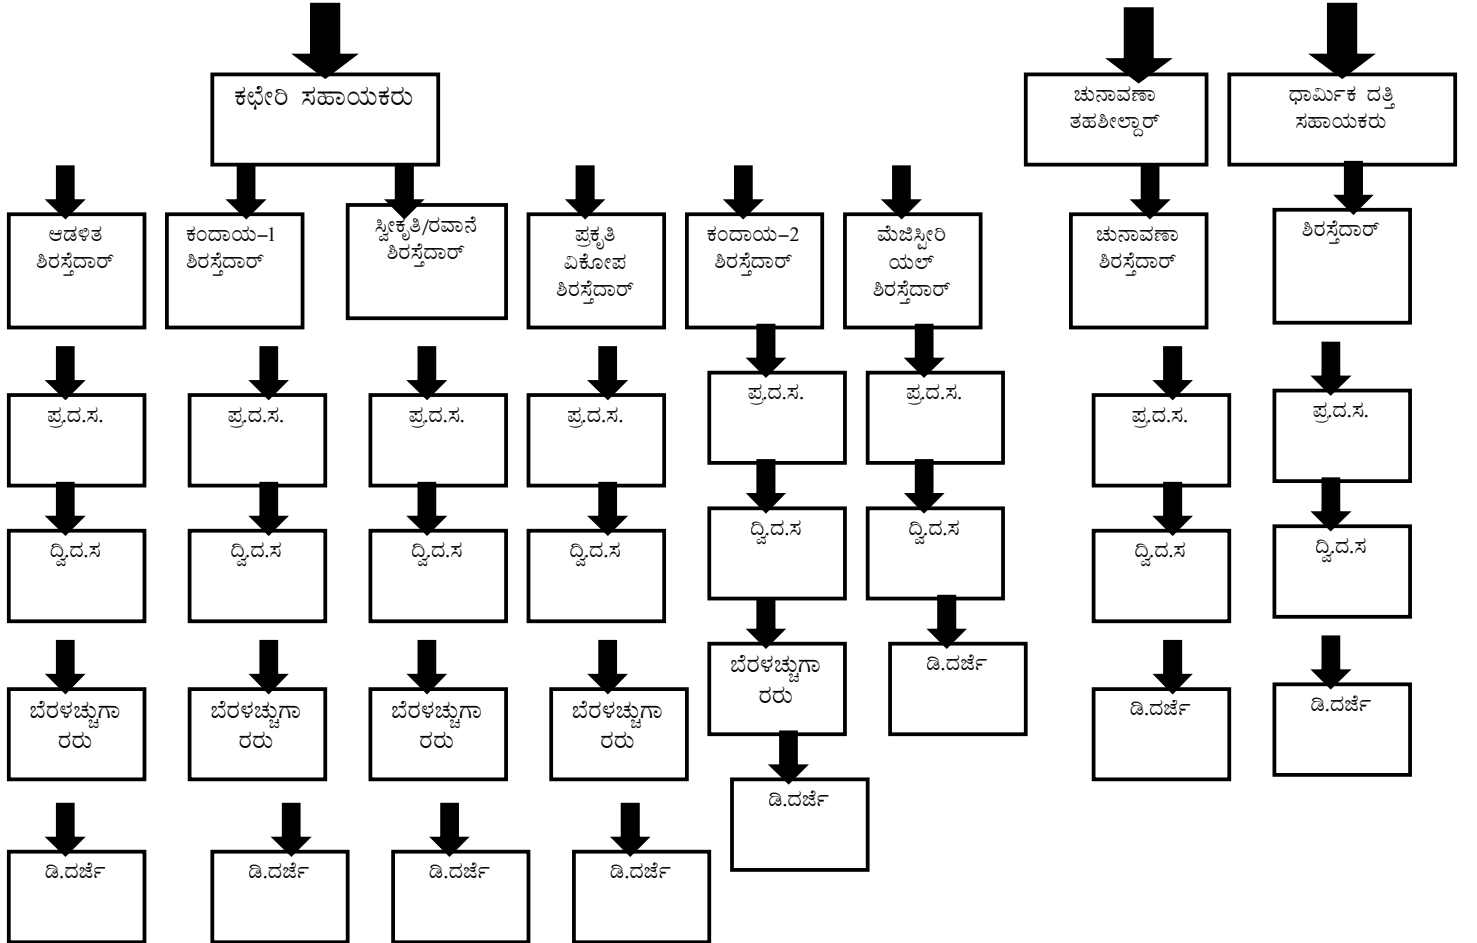 ಕಛೇರಿ ಸಹಾಯಕರು
ಚುನಾವಣಾ
ತಹಶೀಲ್ದಾರ್
ಧಾರ್ಮಿಕ ದತ್ತಿ
ಸಹಾಯಕರು
ಆಡಳಿತ
ಶಿರಸ್ತೆದಾರ್
ಕಂದಾಯ–1
ಶಿರಸ್ತೆದಾರ್
ಸ್ವೀಕೃತಿ/ರವಾನೆ
ಶಿರಸ್ತೆದಾರ್
ಪ್ರಕೃತಿ
ವಿಕೋಪ
ಶಿರಸ್ತೆದಾರ್
ಕಂದಾಯ–2
ಶಿರಸ್ತೆದಾರ್
ಮೆಜಿಸ್ಟೀರಿ
ಯಲ್
ಶಿರಸ್ತೆದಾರ್
ಚುನಾವಣಾ
ಶಿರಸ್ತೆದಾರ್
ಶಿರಸ್ತೆದಾರ್
ಪ್ರ.ದ.ಸ.
ಪ್ರ.ದ.ಸ.
ಪ್ರ.ದ.ಸ.
ಪ್ರ.ದ.ಸ.
ಪ್ರ.ದ.ಸ.
ಪ್ರ.ದ.ಸ.
ಪ್ರ.ದ.ಸ.
ಪ್ರ.ದ.ಸ.
ದ್ವಿ.ದ.ಸ
ದ್ವಿ.ದ.ಸ
ದ್ವಿ.ದ.ಸ
ದ್ವಿ.ದ.ಸ
ದ್ವಿ.ದ.ಸ
ದ್ವಿ.ದ.ಸ
ದ್ವಿ.ದ.ಸ
ದ್ವಿ.ದ.ಸ
ಬೆರಳಚ್ಚುಗಾ
ರರು
ಬೆರಳಚ್ಚುಗಾ
ರರು
ಬೆರಳಚ್ಚುಗಾ
ರರು
ಬೆರಳಚ್ಚುಗಾ
ರರು
ಬೆರಳಚ್ಚುಗಾ
ರರು
ಡಿ.ದರ್ಜೆ
ಡಿ.ದರ್ಜೆ
ಡಿ.ದರ್ಜೆ
ಡಿ.ದರ್ಜೆ
ಡಿ.ದರ್ಜೆ
ಡಿ.ದರ್ಜೆ
ಡಿ.ದರ್ಜೆ
ಡಿ.ದರ್ಜೆ